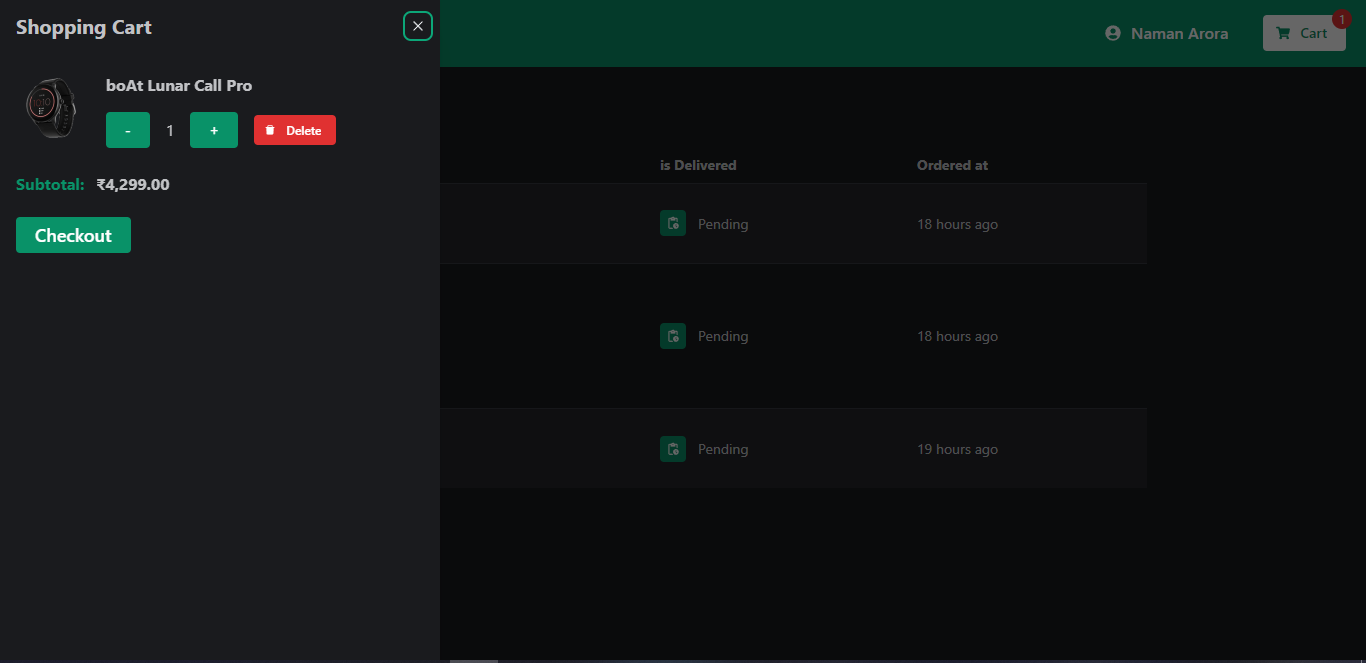 Shopping Cart
Naman Arora
Cart
1
boAt Lunar Call Pro
- 1 + Delete
Subtotal: ₹4,299.00
Checkout
is Delivered Ordered at
Pending 18 hours ago
Pending 18 hours ago
Pending 19 hours ago